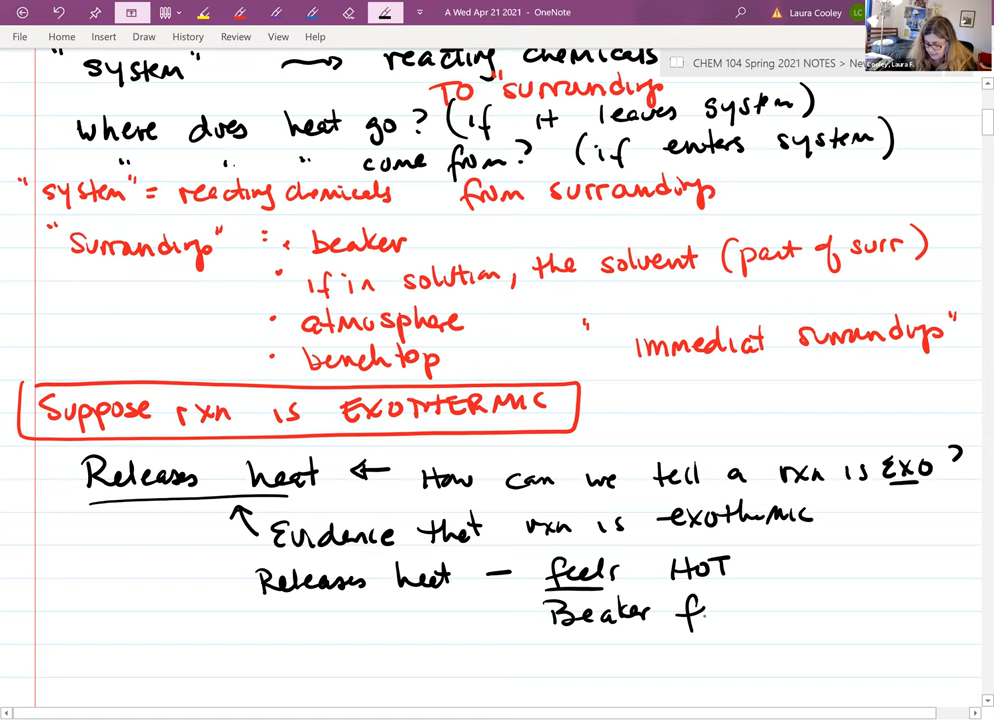 A Wed Apr 21 2021 - OneNote
Laura Cooley
LC
File Home Insert Draw History Review View Help
CHEM 104 Spring 2021 NOTES > Nev
Cooley, Laura F.
"system" → reacting chemicals
TO "surroundings
where does heat go? (if it leaves system)
" " " come from? (if enters system)
"system" = reacting chemicals from surroundings
"Surroundings" : • beaker
• if in solution, the solvent (part of surr)
• atmosphere
• benchtop
" immediat surroundings"
Suppose rxn is EXOTHERMIC
Releases heat ← How can we tell a rxn is EXO?
↑ Evidence that rxn is exothermic
Releases heat — feels HOT
Beaker f